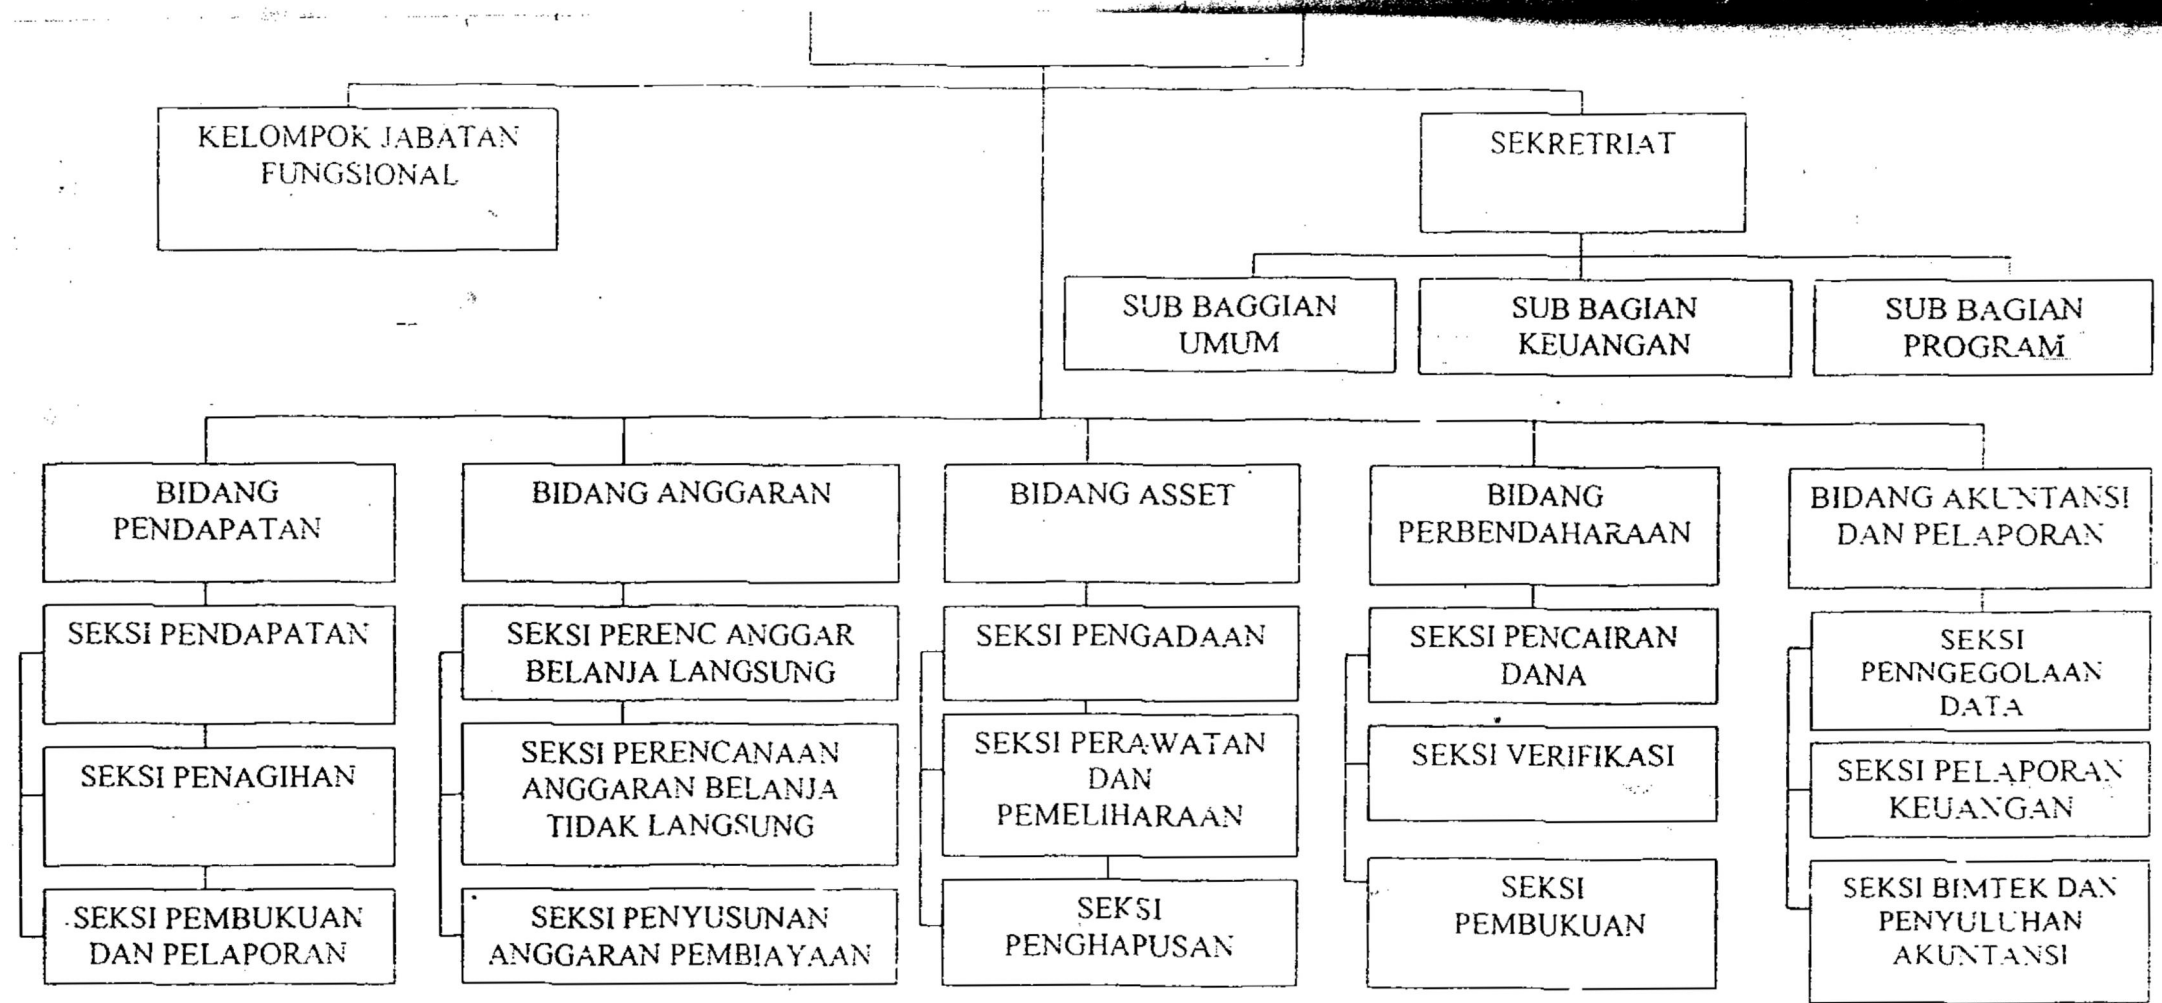 KELOMPOK JABATAN
FUNGSIONAL
SEKRETRIAT
SUB BAGGIAN
UMUM
SUB BAGIAN
KEUANGAN
SUB BAGIAN
PROGRAM
BIDANG
PENDAPATAN
BIDANG ANGGARAN
BIDANG ASSET
BIDANG
PERBENDAHARAAN
BIDANG AKUNTANSI
DAN PELAPORAN
SEKSI PENDAPATAN
SEKSI PENAGIHAN
SEKSI PEMBUKUAN
DAN PELAPORAN
SEKSI PERENC ANGGAR
BELANJA LANGSUNG
SEKSI PERENCANAAN
ANGGARAN BELANJA
TIDAK LANGSUNG
SEKSI PENYUSUNAN
ANGGARAN PEMBIAYAAN
SEKSI PENGADAAN
SEKSI PERAWATAN
DAN
PEMELIHARAAN
SEKSI
PENGHAPUSAN
SEKSI PENCAIRAN
DANA
SEKSI VERIFIKASI
SEKSI
PEMBUKUAN
SEKSI
PENNGEGOLAAN
DATA
SEKSI PELAPORAN
KEUANGAN
SEKSI BIMTEK DAN
PENYULUHAN
AKUNTANSI